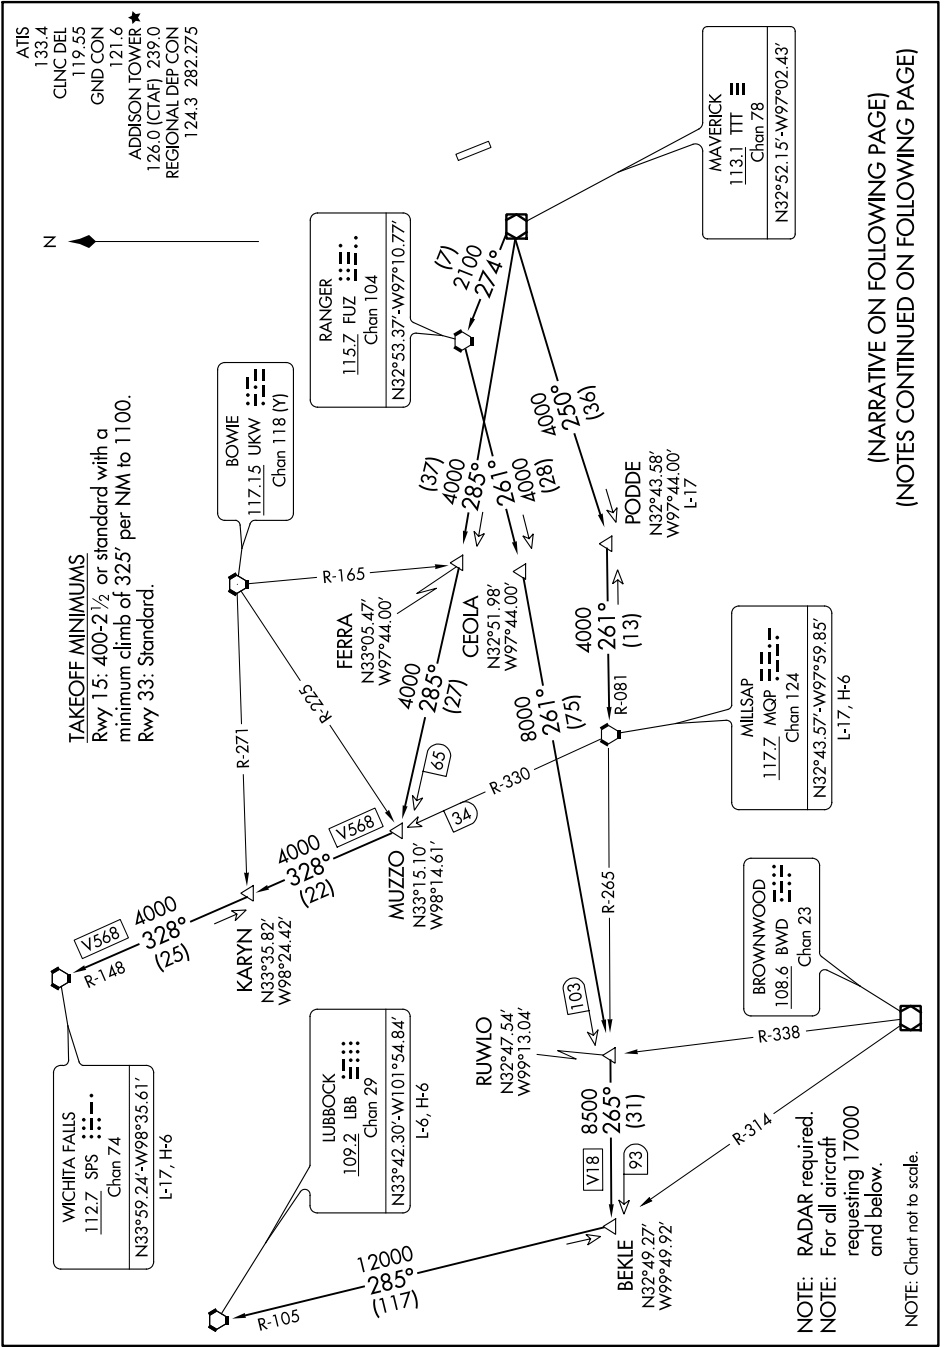 ATIS
133.4
CLNC DEL
119.55
GND CON
121.6
ADDISON TOWER★
126.0 (CTAF) 239.0
REGIONAL DEP CON
124.3 282.275
N
TAKEOFF MINIMUMS
Rwy 15: 400-2½ or standard with a
minimum climb of 325' per NM to 1100.
Rwy 33: Standard.
WICHITA FALLS
112.7 SPS
Chan 74
N33°59.24'-W98°35.61'
L-17, H-6
V568
4000
328°
(25)
R-148
KARYN
N33°35.82'
W98°24.42'
4000
328°
(22)
V568
R-271
BOWIE
117.15 UKW
Chan 118 (Y)
R-225
R-165
RANGER
115.7 FUZ
Chan 104
N32°53.37'-W97°10.77'
(7)
2100
274°
MAVERICK
113.1 TTT
Chan 78
N32°52.15'-W97°02.43'
FERRA
N33°05.47'
W97°44.00'
(37)
4000
285°
261°
4000
(28)
CEOLA
N32°51.98'
W97°44.00'
4000
250°
(36)
PODDE
N32°43.58'
W97°44.00'
L-17
4000
285°
(27)
65
MUZZO
N33°15.10'
W98°14.61'
34
R-330
8000
261°
(75)
4000
261°
(13)
R-081
MILLSAP
117.7 MQP
Chan 124
N32°43.57'-W97°59.85'
L-17, H-6
R-265
103
LUBBOCK
109.2 LBB
Chan 29
N33°42.30'-W101°54.84'
L-6, H-6
RUWLO
N32°47.54'
W99°13.04'
8500
265°
(31)
V18
93
BROWNWOOD
108.6 BWD
Chan 23
R-338
R-314
BEKLE
N32°49.27'
W99°49.92'
12000
285°
(117)
R-105
NOTE: RADAR required.
NOTE: For all aircraft
requesting 17000
and below.
NOTE: Chart not to scale.
(NARRATIVE ON FOLLOWING PAGE)
(NOTES CONTINUED ON FOLLOWING PAGE)